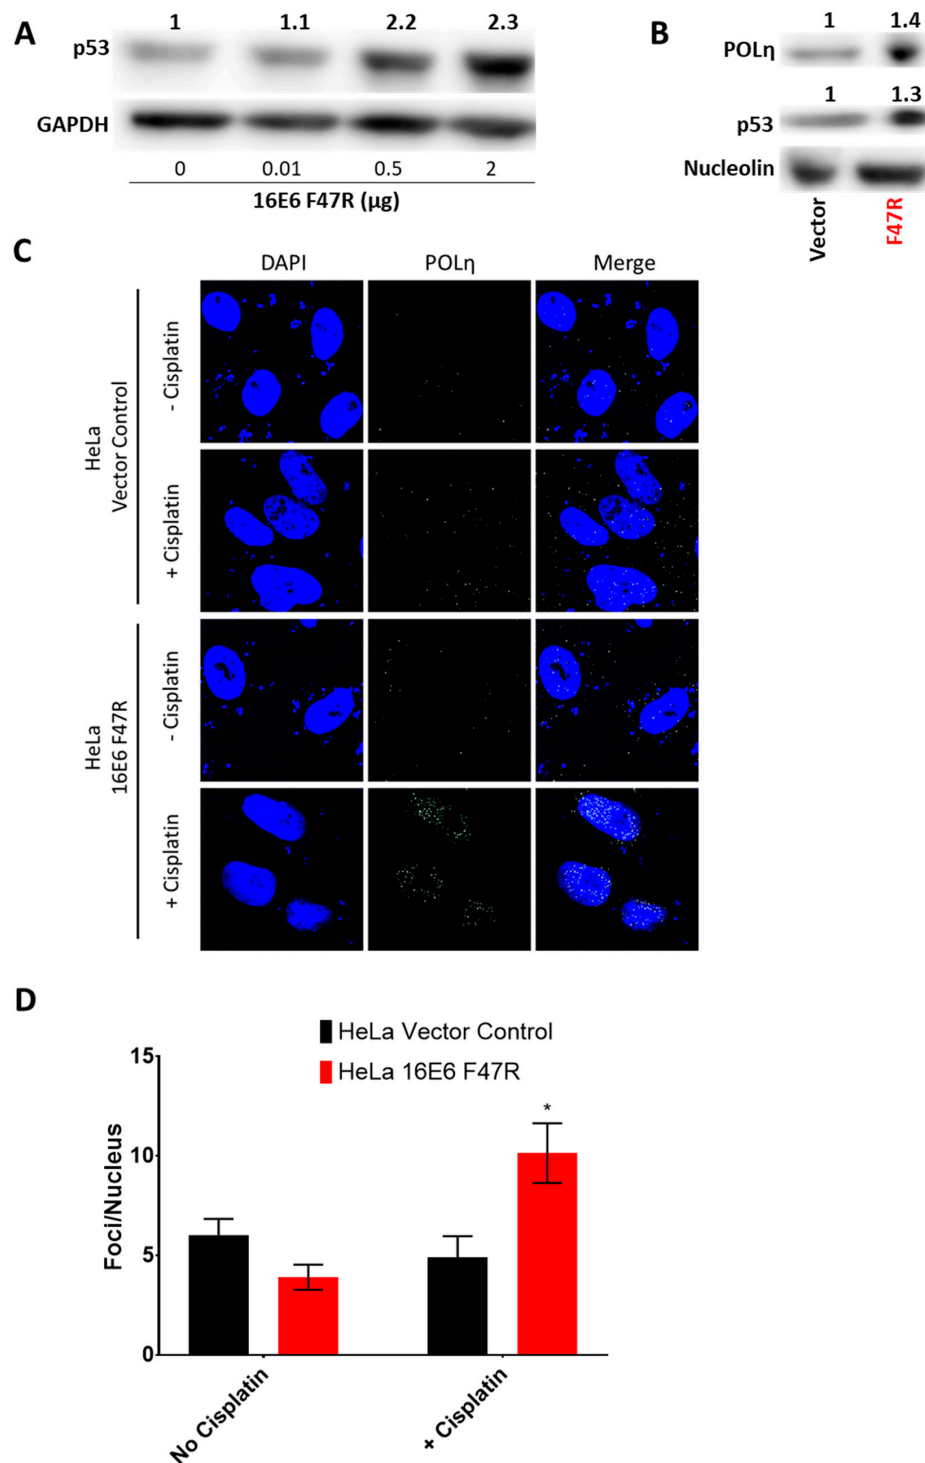 A
1 1.1 2.2 2.3
p53
GAPDH
0 0.01 0.5 2
16E6 F47R (µg)
B
1 1.4
POLη
1 1.3
p53
Nucleolin
Vector
F47R
C
DAPI POLη Merge
HeLa
Vector Control
- Cisplatin
+ Cisplatin
HeLa
16E6 F47R
- Cisplatin
+ Cisplatin
D
HeLa Vector Control
HeLa 16E6 F47R
Foci/Nucleus
15
10
5
0
*
No Cisplatin
+ Cisplatin